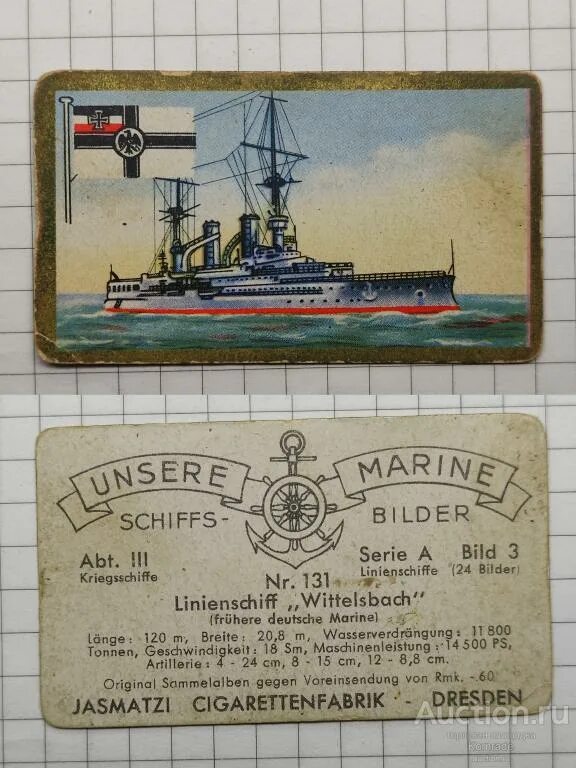 UNSERE MARINE
SCHIFFS- BILDER
Abt. III Serie A Bild 3
Kriegsschiffe Linienschiffe (24 Bilder)
Nr. 131
Linienschiff „Wittelsbach"
(frühere deutsche Marine)
Länge: 120 m, Breite: 20,8 m, Wasserverdrängung: 11 800
Tonnen, Geschwindigkeit: 18 Sm, Maschinenleistung: 14 500 PS,
Artillerie: 4 - 24 cm, 8 - 15 cm, 12 - 8,8 cm.
Original Sammelalben gegen Voreinsendung von Rmk. -.60
JASMATZI CIGARETTENFABRIK - DRESDEN
Auction.ru
Komrade